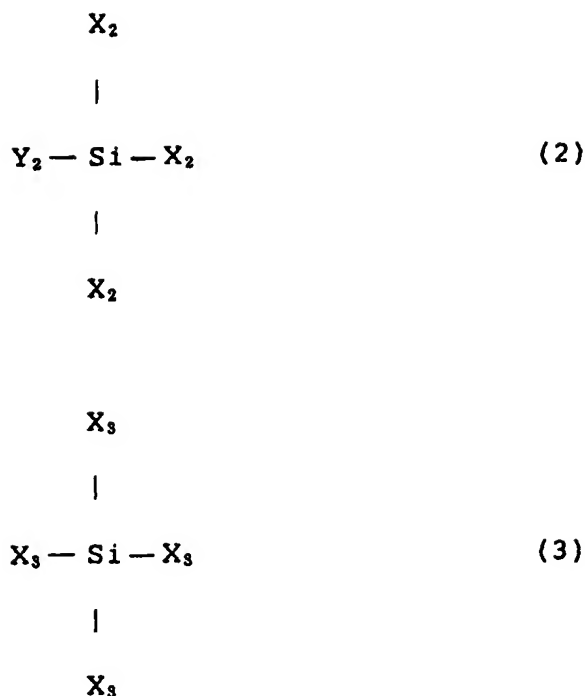 X₂
|
Y₂ — Si — X₂ (2)
|
X₂
X₃
|
X₃ — Si — X₃ (3)
|
X₃